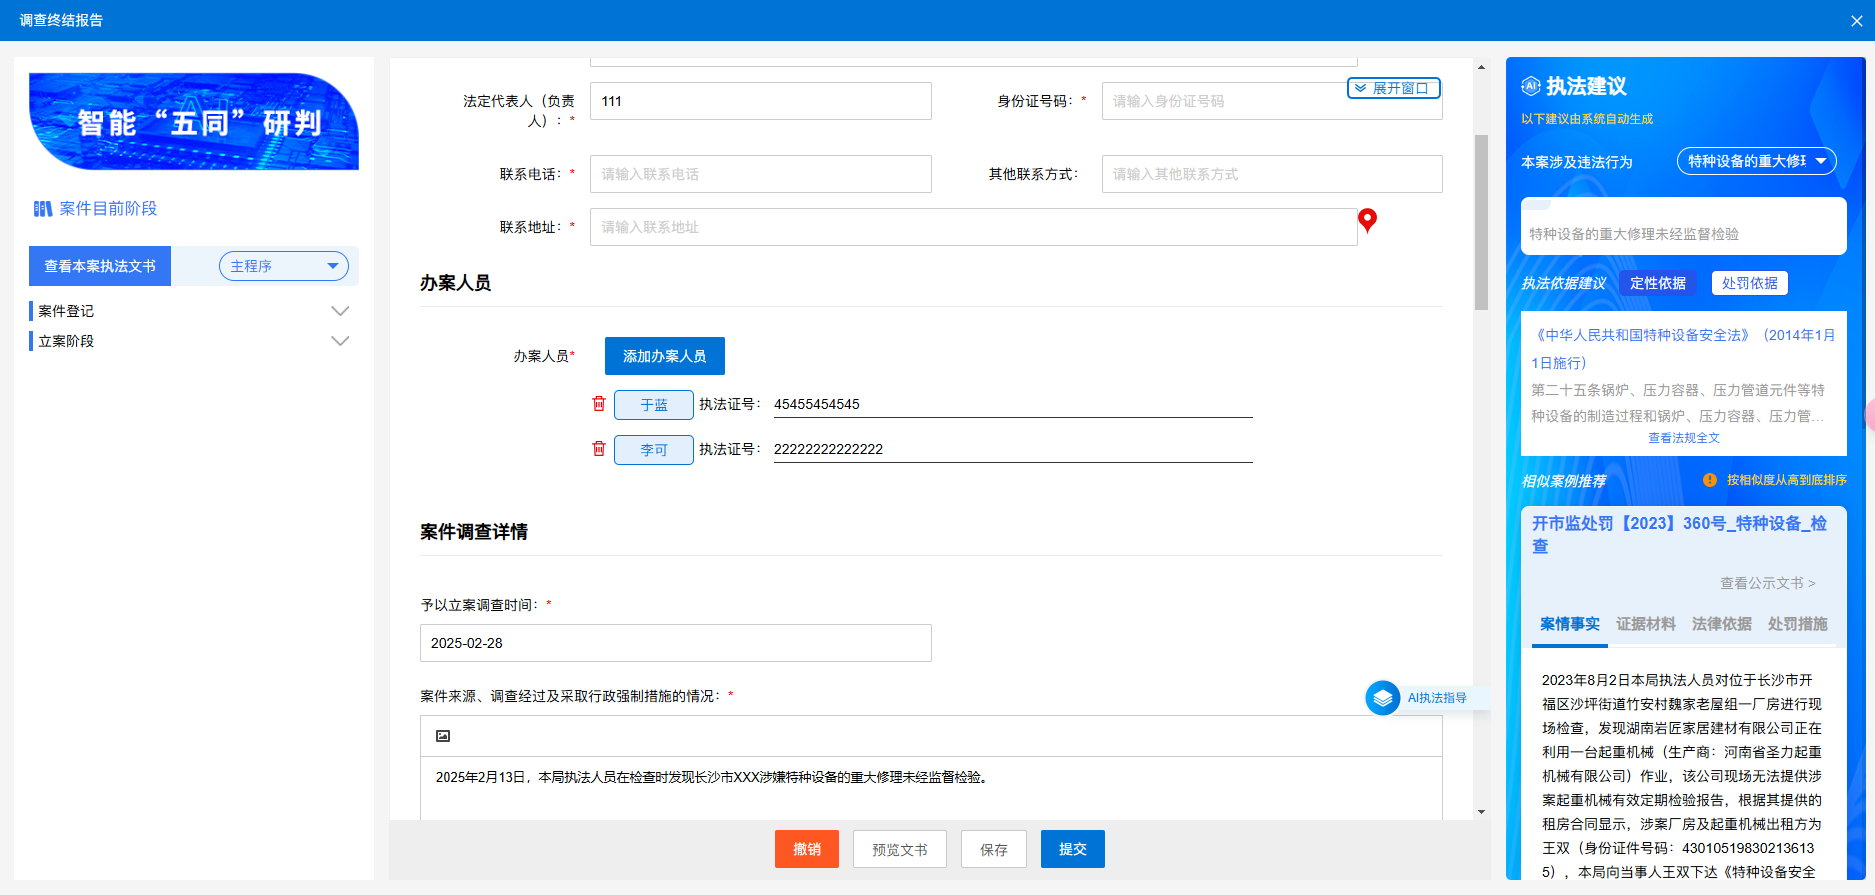 调查终结报告
智能“五同”研判
案件目前阶段
查看本案执法文书
主程序
案件登记
立案阶段
法定代表人（负责
人）：*
111
身份证号码：*
请输入身份证号码
展开窗口
联系电话：*
请输入联系电话
其他联系方式：
请输入其他联系方式
联系地址：*
请输入联系地址
办案人员
办案人员*
添加办案人员
于蓝
执法证号：
45455454545
李可
执法证号：
22222222222222
案件调查详情
予以立案调查时间：*
2025-02-28
案件来源、调查经过及采取行政强制措施的情况：*
2025年2月13日，本局执法人员在检查时发现长沙市XXX涉嫌特种设备的重大修理未经监督检验。
AI执法指导
撤销
预览文书
保存
提交
AI
执法建议
以下建议由系统自动生成
本案涉及违法行为
特种设备的重大修理
特种设备的重大修理未经监督检验
执法依据建议
定性依据
处罚依据
《中华人民共和国特种设备安全法》（2014年1月
1日施行）
第二十五条锅炉、压力容器、压力管道元件等特
种设备的制造过程和锅炉、压力容器、压力管...
查看法规全文
相似案例推荐
按相似度从高到底排序
开市监处罚【2023】360号_特种设备_检
查
查看公示文书 >
案情事实
证据材料
法律依据
处罚措施
2023年8月2日本局执法人员对位于长沙市开
福区沙坪街道竹安村魏家老屋组一厂房进行现
场检查，发现湖南岩匠家居建材有限公司正在
利用一台起重机械（生产商：河南省圣力起重
机械有限公司）作业，该公司现场无法提供涉
案起重机械有效定期检验报告，根据其提供的
租房合同显示，涉案厂房及起重机械出租方为
王双（身份证件号码：43010519830213613
5），本局向当事人王双下达《特种设备安全